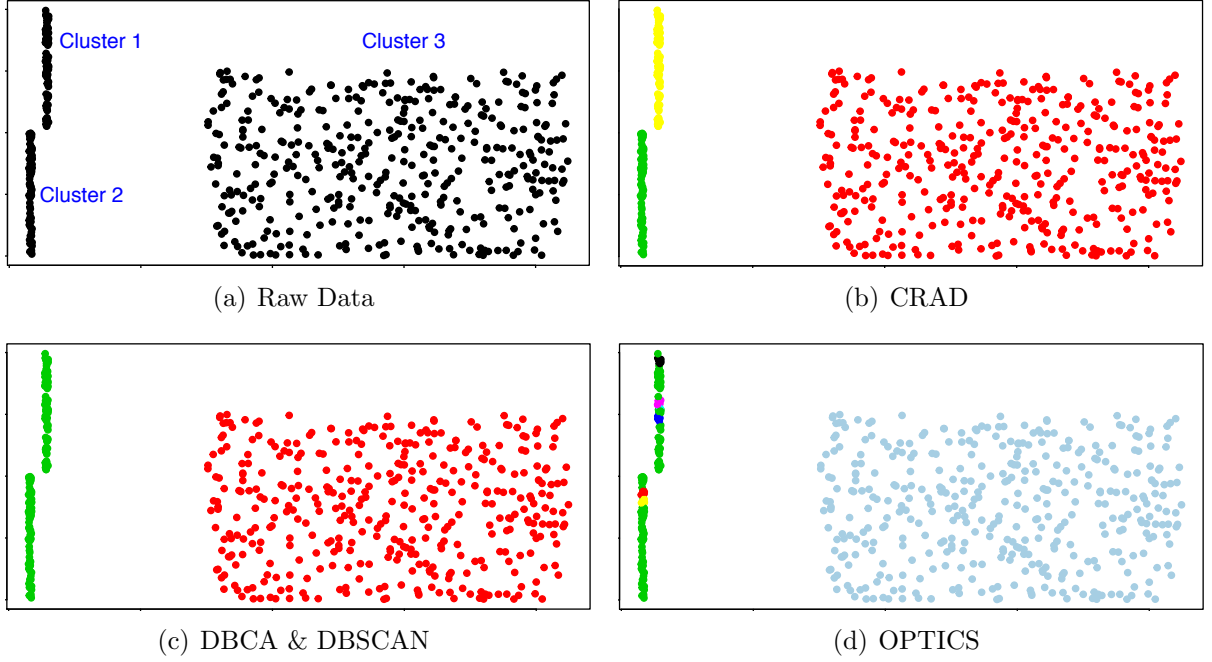 Cluster 1
Cluster 3
Cluster 2
(a) Raw Data
(b) CRAD
(c) DBCA & DBSCAN
(d) OPTICS